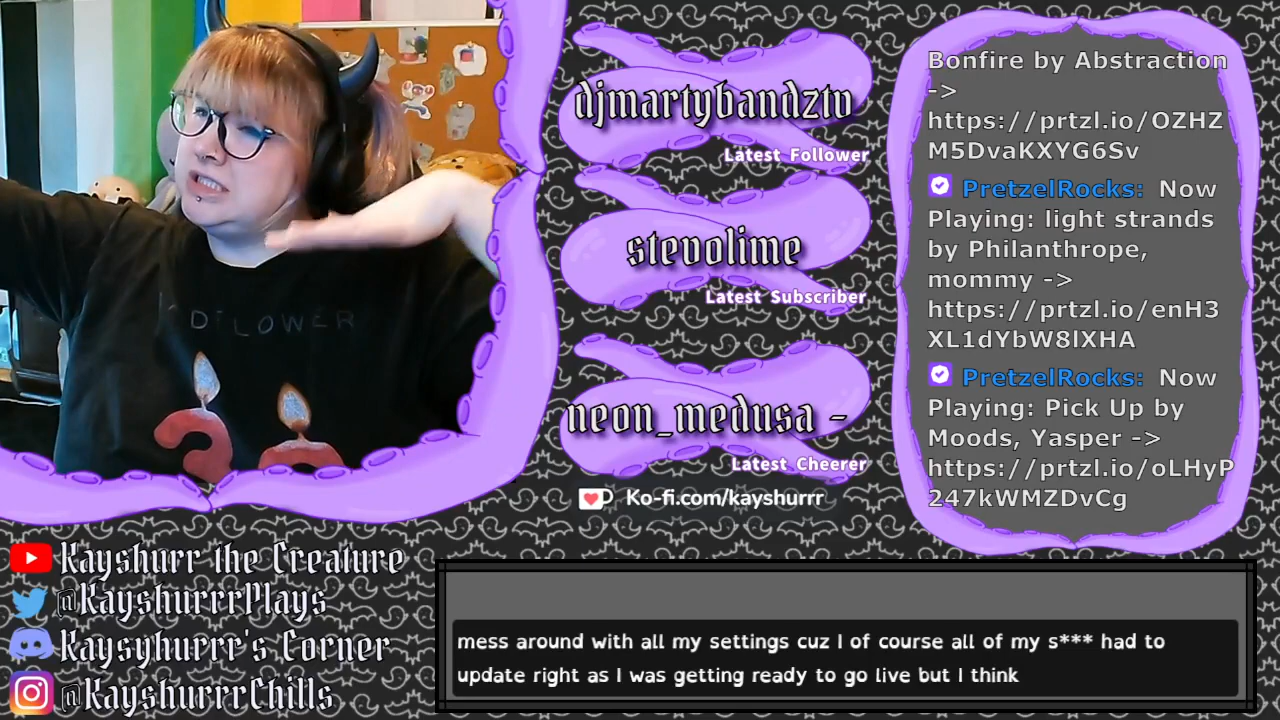 DFLOWER
djmartybandztv
Latest Follower
stevolime
Latest Subscriber
neon_medusa -
Latest Cheerer
Ko-fi.com/kayshurrr
Bonfire by Abstraction
->
https://prtzl.io/OZHZ
M5DvaKXYG6Sv
PretzelRocks: Now
Playing: light strands
by Philanthrope,
mommy ->
https://prtzl.io/enH3
XL1dYbW8lXHA
PretzelRocks: Now
Playing: Pick Up by
Moods, Yasper ->
https://prtzl.io/oLHyP
247kWMZDvCg
Kayshurr the Creature
@KayshurrrPlays
Kaysyhurrr's Corner
@KayshurrrChills
mess around with all my settings cuz I of course all of my s*** had to
update right as I was getting ready to go live but I think